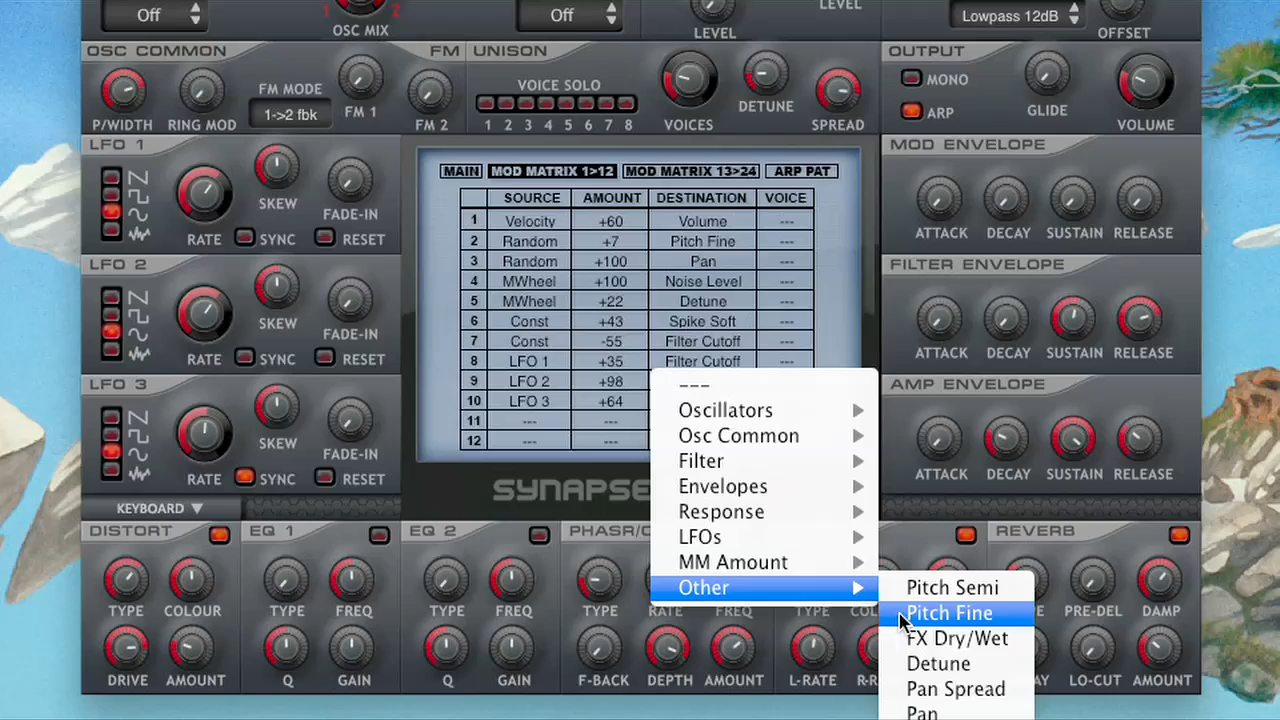 Off
1
2
OSC MIX
Off
LEVEL
LEVEL
Lowpass 12dB
OFFSET
OSC COMMON
P/WIDTH
RING MOD
FM MODE
1->2 fbk
FM
FM 1
FM 2
UNISON
VOICE SOLO
1 2 3 4 5 6 7 8
VOICES
DETUNE
SPREAD
OUTPUT
MONO
ARP
GLIDE
VOLUME
LFO 1
RATE
SKEW
FADE-IN
SYNC
RESET
LFO 2
RATE
SKEW
FADE-IN
SYNC
RESET
LFO 3
RATE
SKEW
FADE-IN
SYNC
RESET
KEYBOARD ▼
MAIN MOD MATRIX 1>12 MOD MATRIX 13>24 ARP PAT
SOURCE AMOUNT DESTINATION VOICE
1 Velocity +60 Volume ---
2 Random +7 Pitch Fine ---
3 Random +100 Pan ---
4 MWheel +100 Noise Level ---
5 MWheel +22 Detune ---
6 Const +43 Spike Soft ---
7 Const -55 Filter Cutoff ---
8 LFO 1 +35 Filter Cutoff ---
9 LFO 2 +98
10 LFO 3 +64
11 --- ---
12 --- ---
SYNAPSE
---
Oscillators
Osc Common
Filter
Envelopes
Response
LFOs
MM Amount
Other
Pitch Semi
Pitch Fine
FX Dry/Wet
Detune
Pan Spread
Pan
MOD ENVELOPE
ATTACK DECAY SUSTAIN RELEASE
FILTER ENVELOPE
ATTACK DECAY SUSTAIN RELEASE
AMP ENVELOPE
ATTACK DECAY SUSTAIN RELEASE
DISTORT
TYPE COLOUR
DRIVE AMOUNT
EQ 1
TYPE FREQ
Q GAIN
EQ 2
TYPE FREQ
Q GAIN
PHASR/
TYPE RATE FREQ
F-BACK DEPTH AMOUNT
TYPE
L-RATE
REVERB
PRE-DEL DAMP
LO-CUT AMOUNT